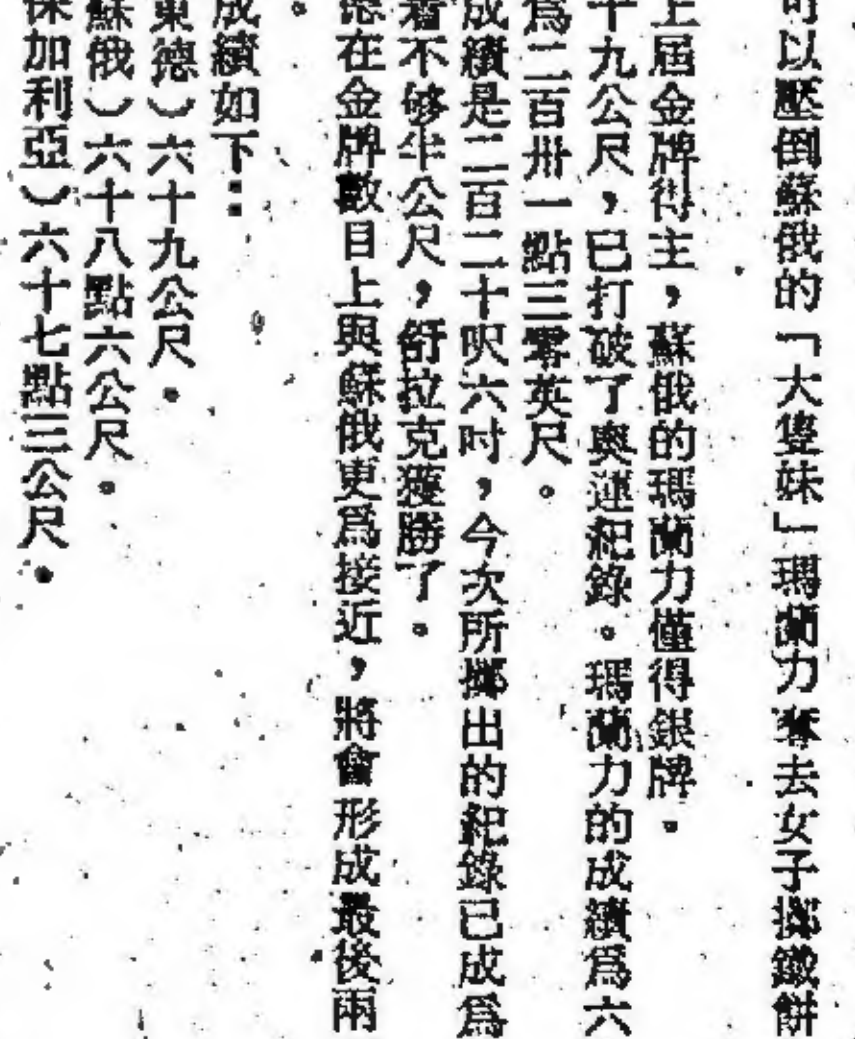 可以壓倒蘇俄的「大隻妹」瑪蘭力奪去女子擲鐵餅
上屆金牌得主，蘇俄的瑪蘭力僅得銀牌。
十九公尺，已打破了奧運紀錄。瑪蘭力的成績爲六
爲二百卅一點三零英尺。
成績是二百二十呎六吋，今次所擲出的紀錄已成爲
着不够半公尺，舒拉克獲勝了。
德在金牌數目上與蘇俄更爲接近，將會形成最後兩
。
成績如下：
東德）六十九公尺。
蘇俄）六十八點六公尺。
保加利亞）六十七點三公尺。